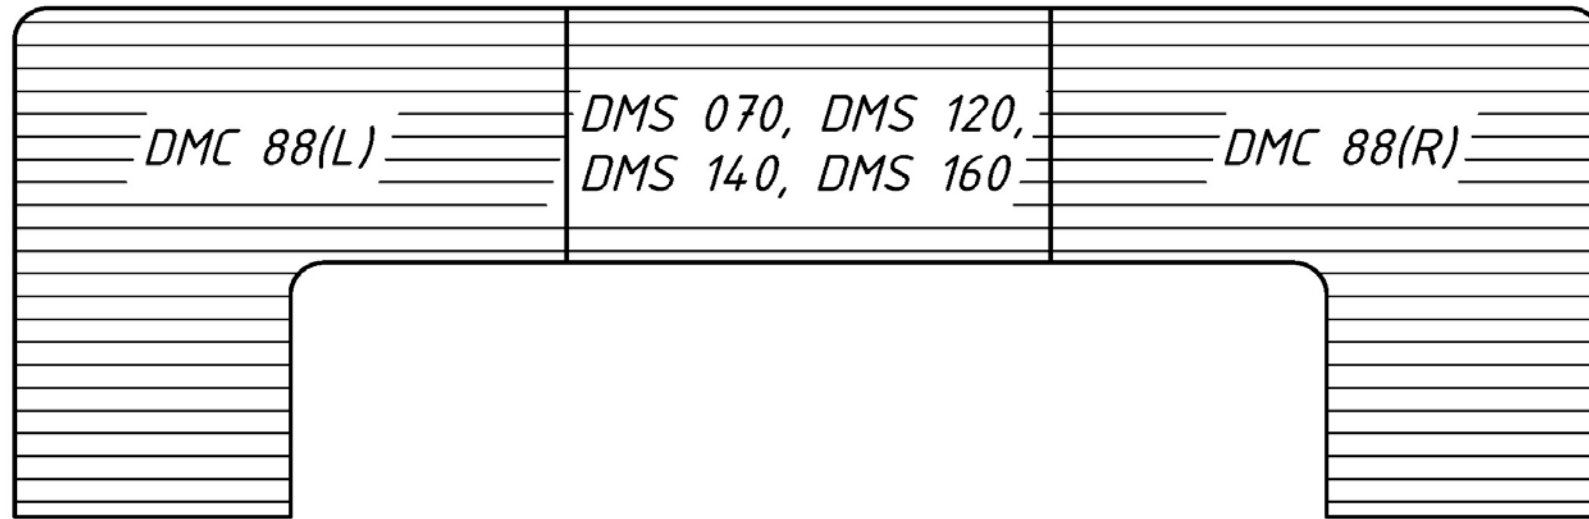 DMC 88(L)
DMS 070, DMS 120,
DMS 140, DMS 160
DMC 88(R)